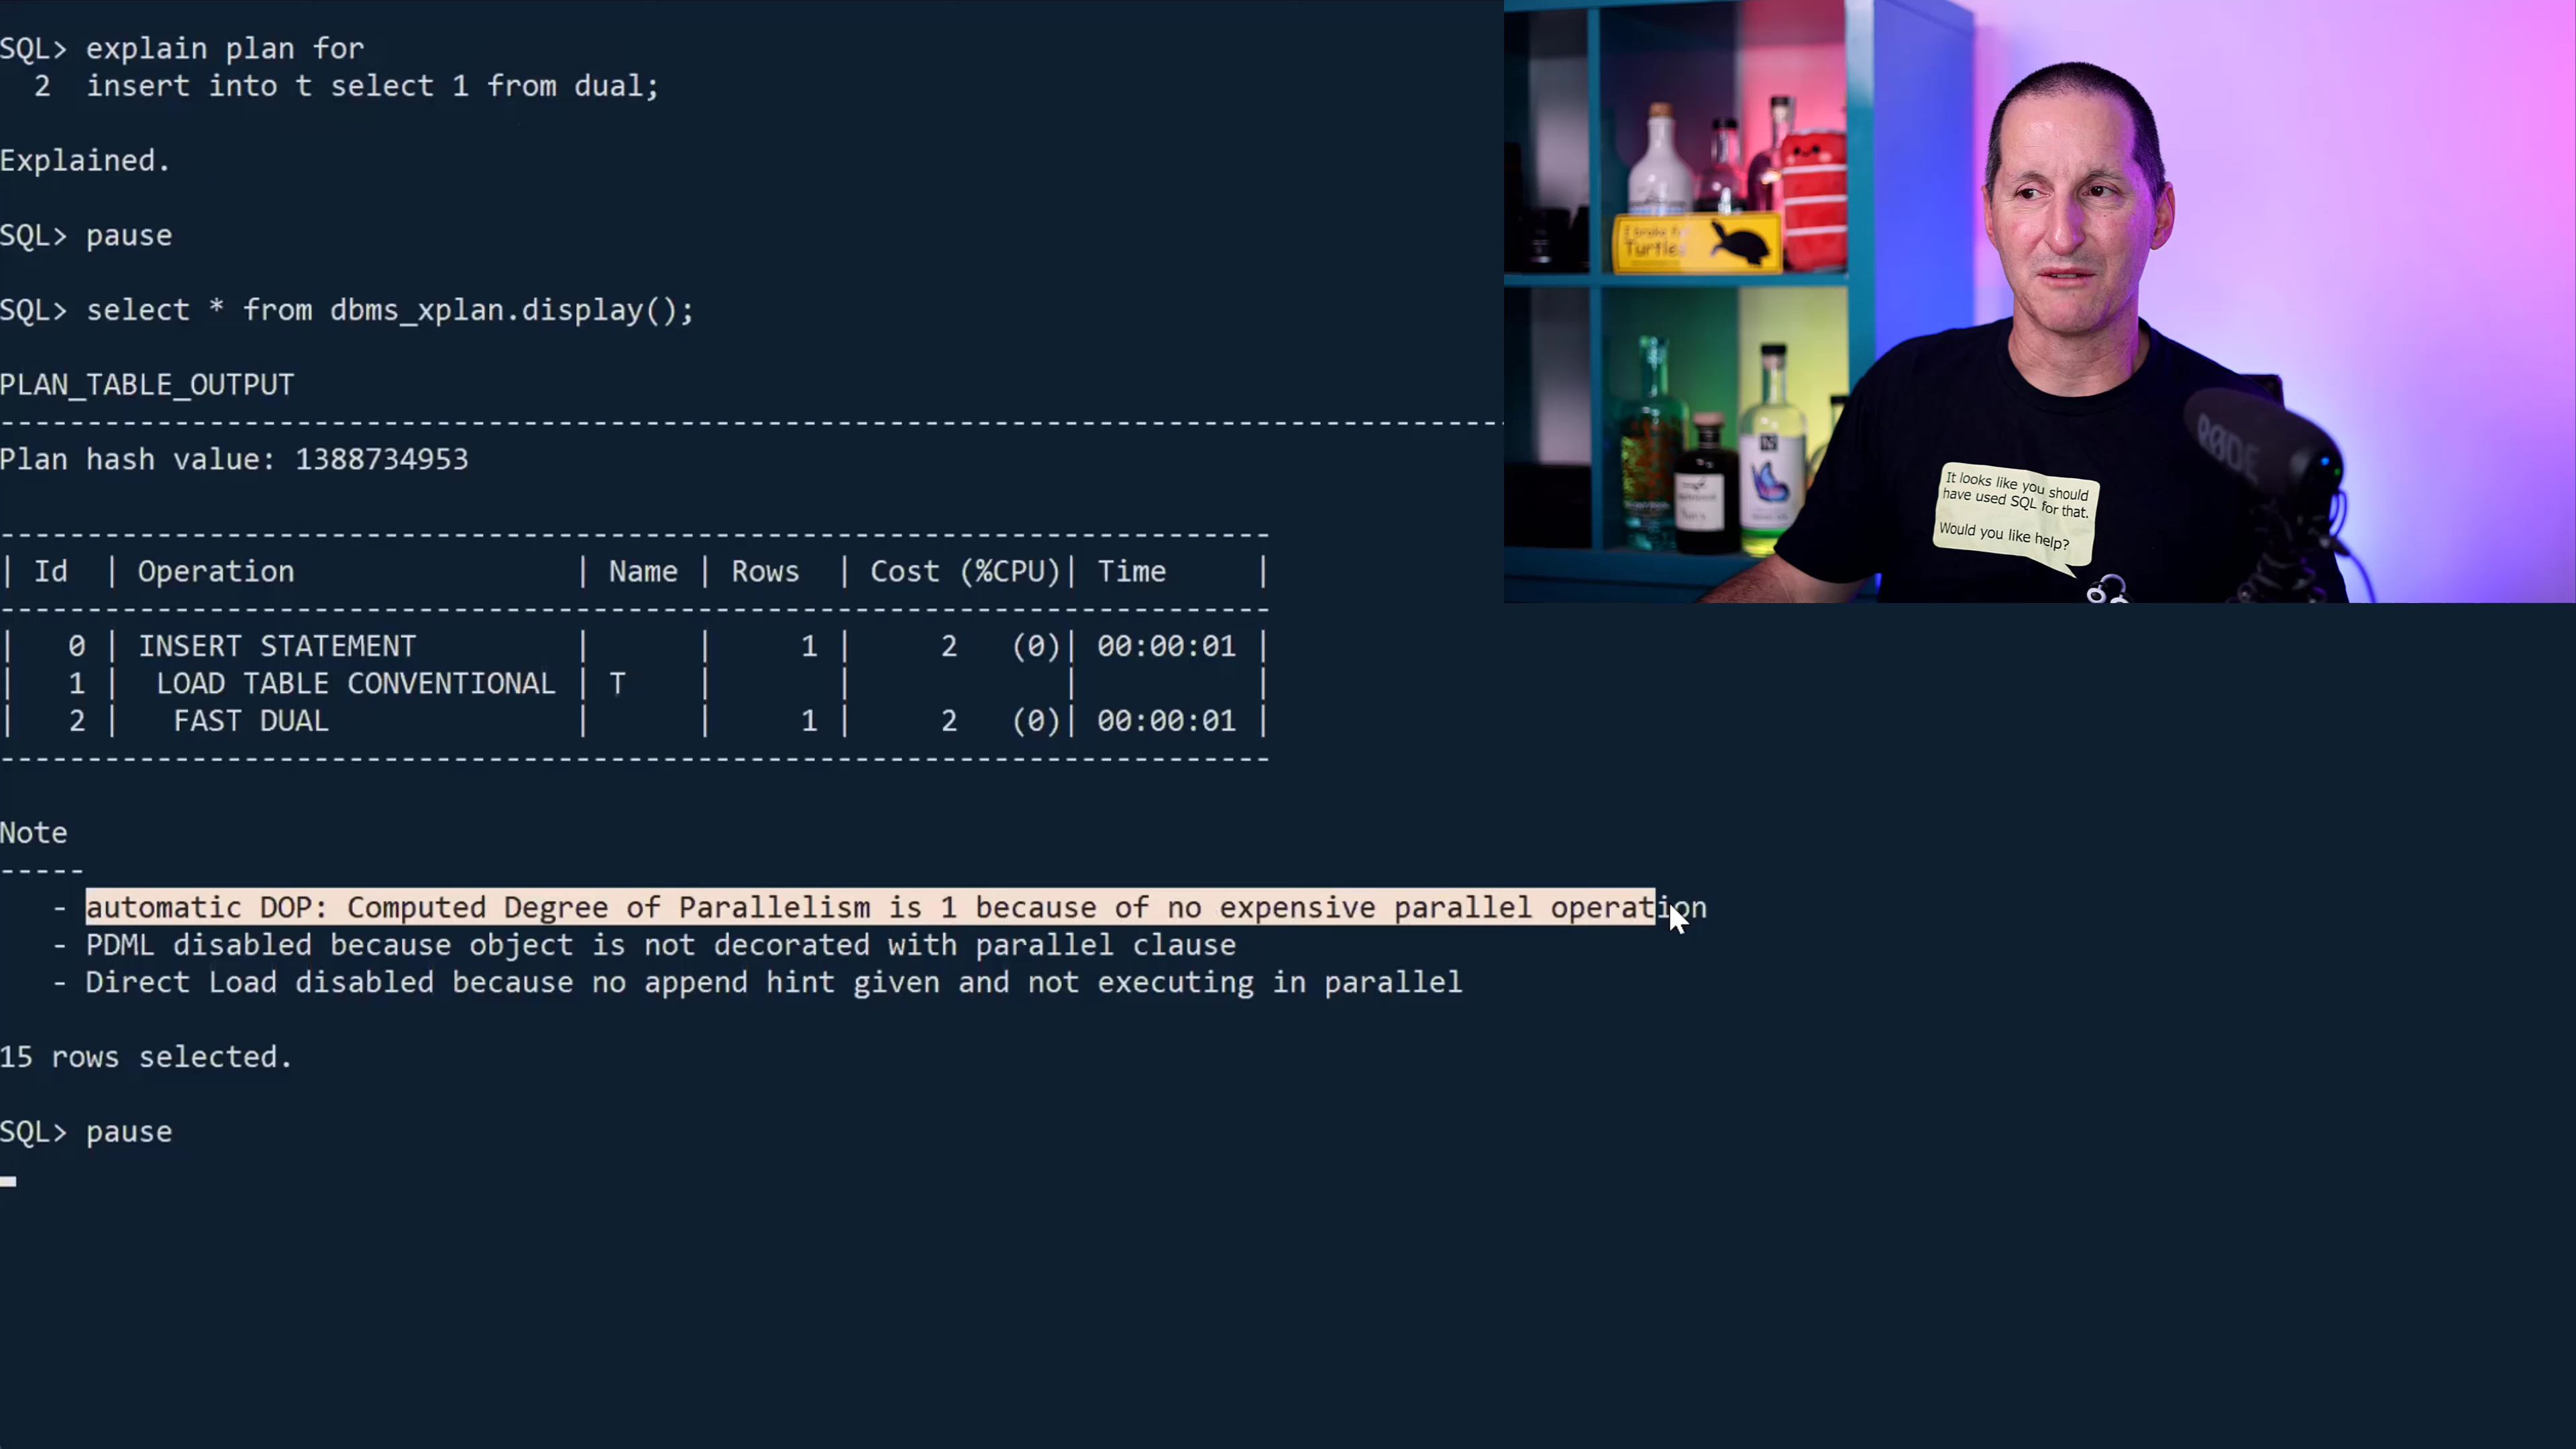 SQL> explain plan for
  2  insert into t select 1 from dual;
Explained.
SQL> pause
SQL> select * from dbms_xplan.display();
PLAN_TABLE_OUTPUT
--------------------------------------------------------------------------------
Plan hash value: 1388734953
-------------------------------------------------------------------------
| Id  | Operation                | Name | Rows  | Cost (%CPU)| Time     |
-------------------------------------------------------------------------
|   0 | INSERT STATEMENT         |      |     1 |     2   (0)| 00:00:01 |
|   1 |  LOAD TABLE CONVENTIONAL | T    |       |            |          |
|   2 |   FAST DUAL              |      |     1 |     2   (0)| 00:00:01 |
-------------------------------------------------------------------------
Note
-----
   - automatic DOP: Computed Degree of Parallelism is 1 because of no expensive parallel operation
   - PDML disabled because object is not decorated with parallel clause
   - Direct Load disabled because no append hint given and not executing in parallel
15 rows selected.
SQL> pause
I brake for
Turtles
RØDE
It looks like you should
have used SQL for that.
Would you like help?